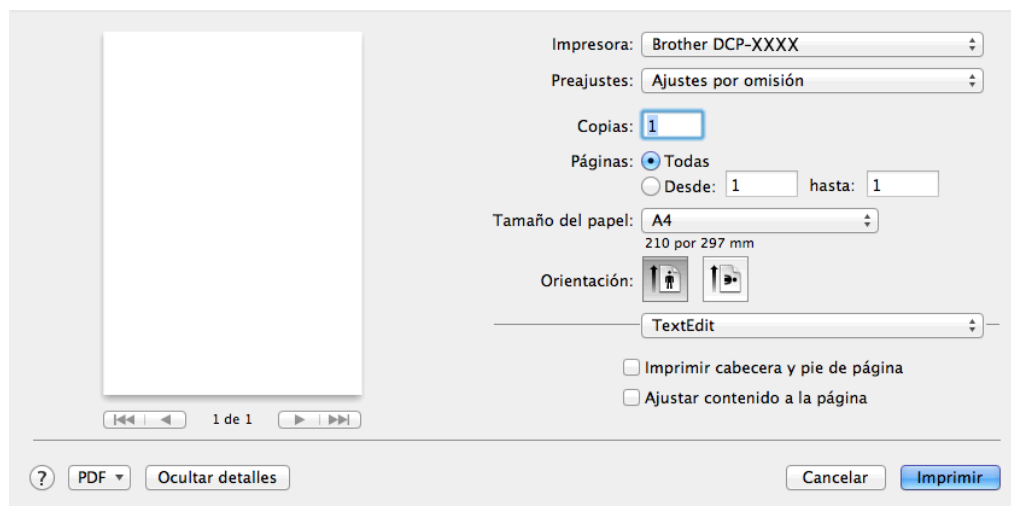 Impresora: Brother DCP-XXXX
Preajustes: Ajustes por omisión
Copias: 1
Páginas: Todas
Desde: 1 hasta: 1
Tamaño del papel: A4
210 por 297 mm
Orientación:
TextEdit
Imprimir cabecera y pie de página
Ajustar contenido a la página
1 de 1
? PDF Ocultar detalles Cancelar Imprimir